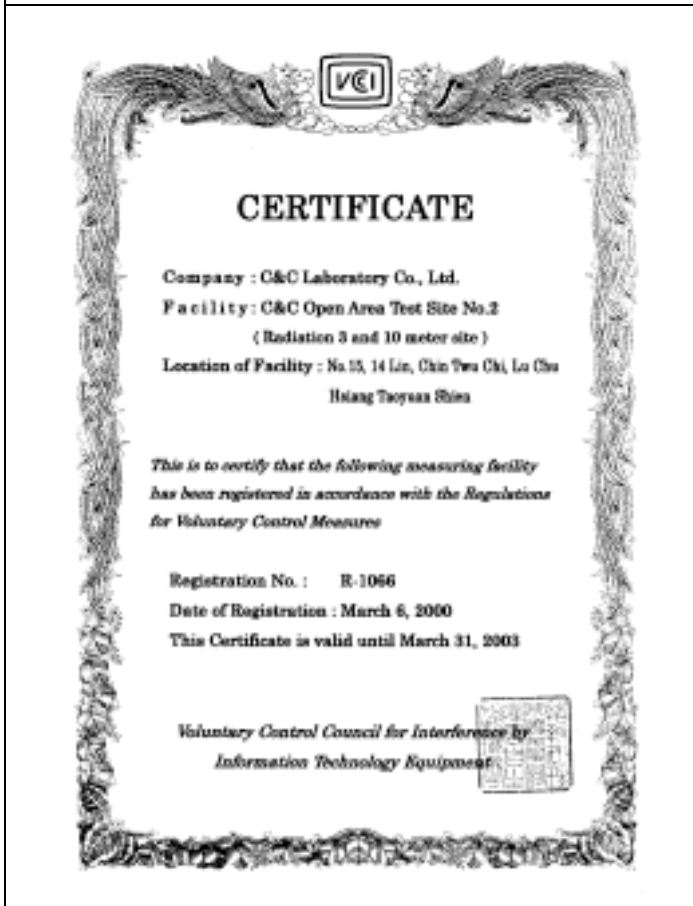 VCCI
CERTIFICATE
Company : C&C Laboratory Co., Ltd.
Facility : C&C Open Area Test Site No.2
( Radiation 3 and 10 meter site )
Location of Facility : No.15, 14 Lin, Chin Twu Chi, Lu Chu
Hsiang Taoyuan Shien
This is to certify that the following measuring facility
has been registered in accordance with the Regulations
for Voluntary Control Measures
Registration No. : R-1066
Date of Registration : March 6, 2000
This Certificate is valid until March 31, 2003
Voluntary Control Council for Interference by
Information Technology Equipment